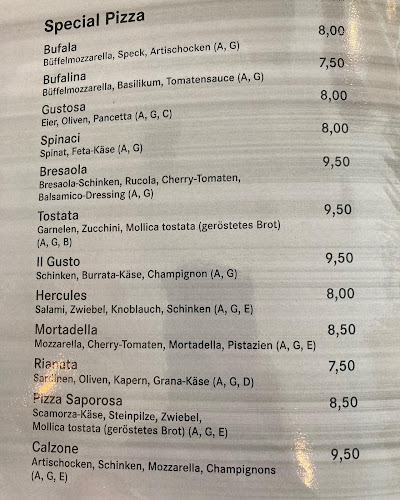 Special Pizza
Bufala 8,00
Büffelmozzarella, Speck, Artischocken (A, G)
Bufalina 7,50
Büffelmozzarella, Basilikum, Tomatensauce (A, G)
Gustosa 8,00
Eier, Oliven, Pancetta (A, G, C)
Spinaci 8,00
Spinat, Feta-Käse (A, G)
Bresaola 9,50
Bresaola-Schinken, Rucola, Cherry-Tomaten,
Balsamico-Dressing (A, G)
Tostata 9,50
Garnelen, Zucchini, Mollica tostata (geröstetes Brot)
(A, G, B)
Il Gusto 9,50
Schinken, Burrata-Käse, Champignon (A, G)
Hercules 8,00
Salami, Zwiebel, Knoblauch, Schinken (A, G, E)
Mortadella 8,50
Mozzarella, Cherry-Tomaten, Mortadella, Pistazien (A, G, E)
Rianata 7,50
Sardinen, Oliven, Kapern, Grana-Käse (A, G, D)
Pizza Saporosa 8,50
Scamorza-Käse, Steinpilze, Zwiebel,
Mollica tostata (geröstetes Brot) (A, G, E)
Calzone 9,50
Artischocken, Schinken, Mozzarella, Champignons
(A, G, E)